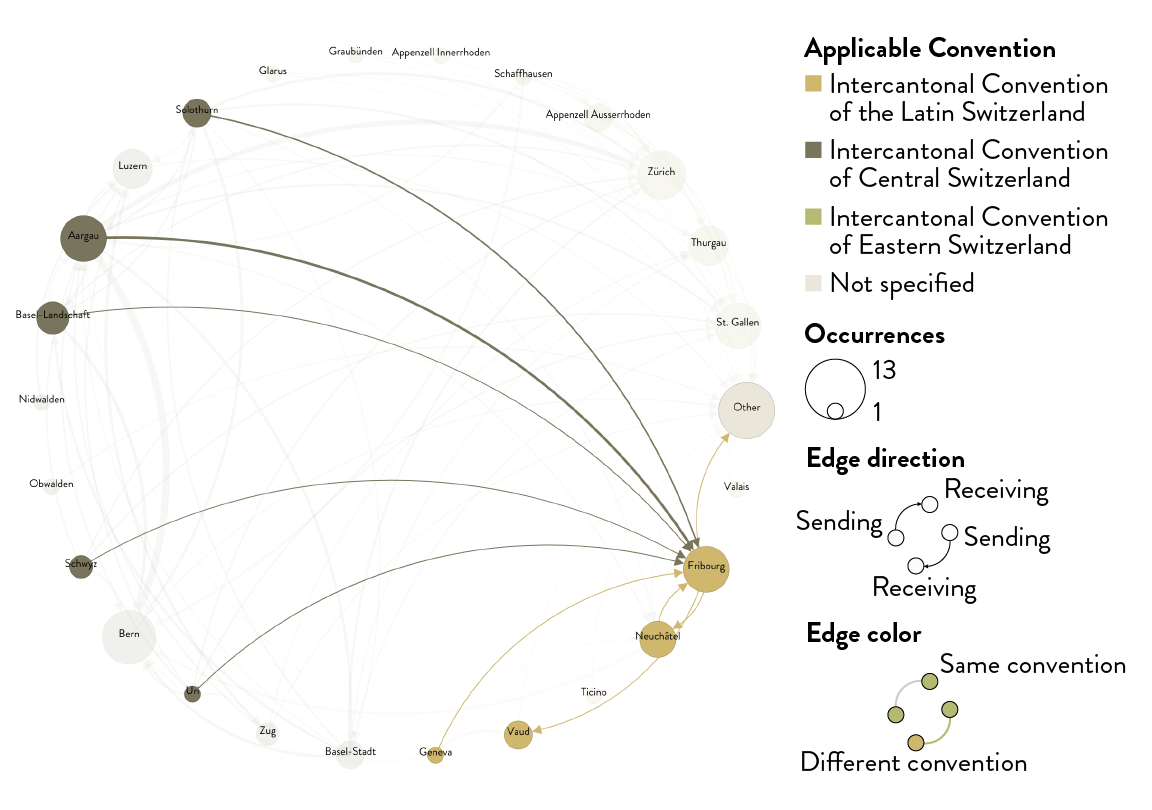 Graubünden
Appenzell Innerrhoden
Glarus
Schaffhausen
Solothurn
Appenzell Ausserrhoden
Luzern
Zürich
Aargau
Thurgau
Basel-Landschaft
St. Gallen
Nidwalden
Other
Obwalden
Valais
Schwyz
Fribourg
Bern
Neuchâtel
Uri
Ticino
Zug
Vaud
Basel-Stadt
Geneva
Applicable Convention
Intercantonal Convention
of the Latin Switzerland
Intercantonal Convention
of Central Switzerland
Intercantonal Convention
of Eastern Switzerland
Not specified
Occurrences
13
1
Edge direction
Receiving
Sending
Sending
Receiving
Edge color
Same convention
Different convention